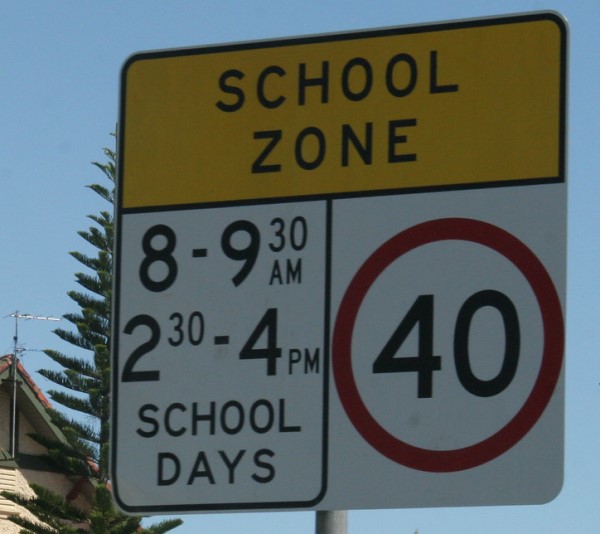 SCHOOL
ZONE
8 - 9 30 AM
2 30 - 4 PM
SCHOOL
DAYS
40